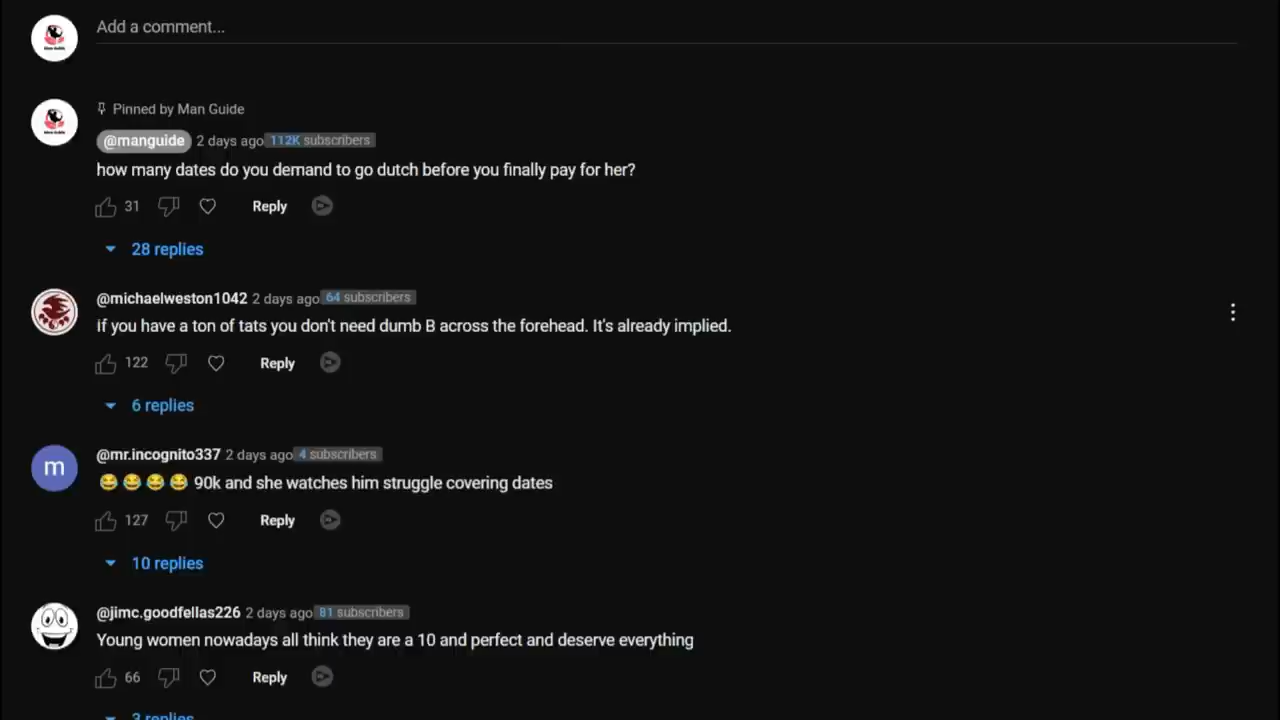 Add a comment...
Pinned by Man Guide
@manguide 2 days ago 112K subscribers
how many dates do you demand to go dutch before you finally pay for her?
31 Reply
28 replies
@michaelweston1042 2 days ago 64 subscribers
if you have a ton of tats you don't need dumb B across the forehead. It's already implied.
122 Reply
6 replies
m
@mr.incognito337 2 days ago 4 subscribers
😂😂😂😂 90k and she watches him struggle covering dates
127 Reply
10 replies
@jimc.goodfellas226 2 days ago 81 subscribers
Young women nowadays all think they are a 10 and perfect and deserve everything
66 Reply
3 replies